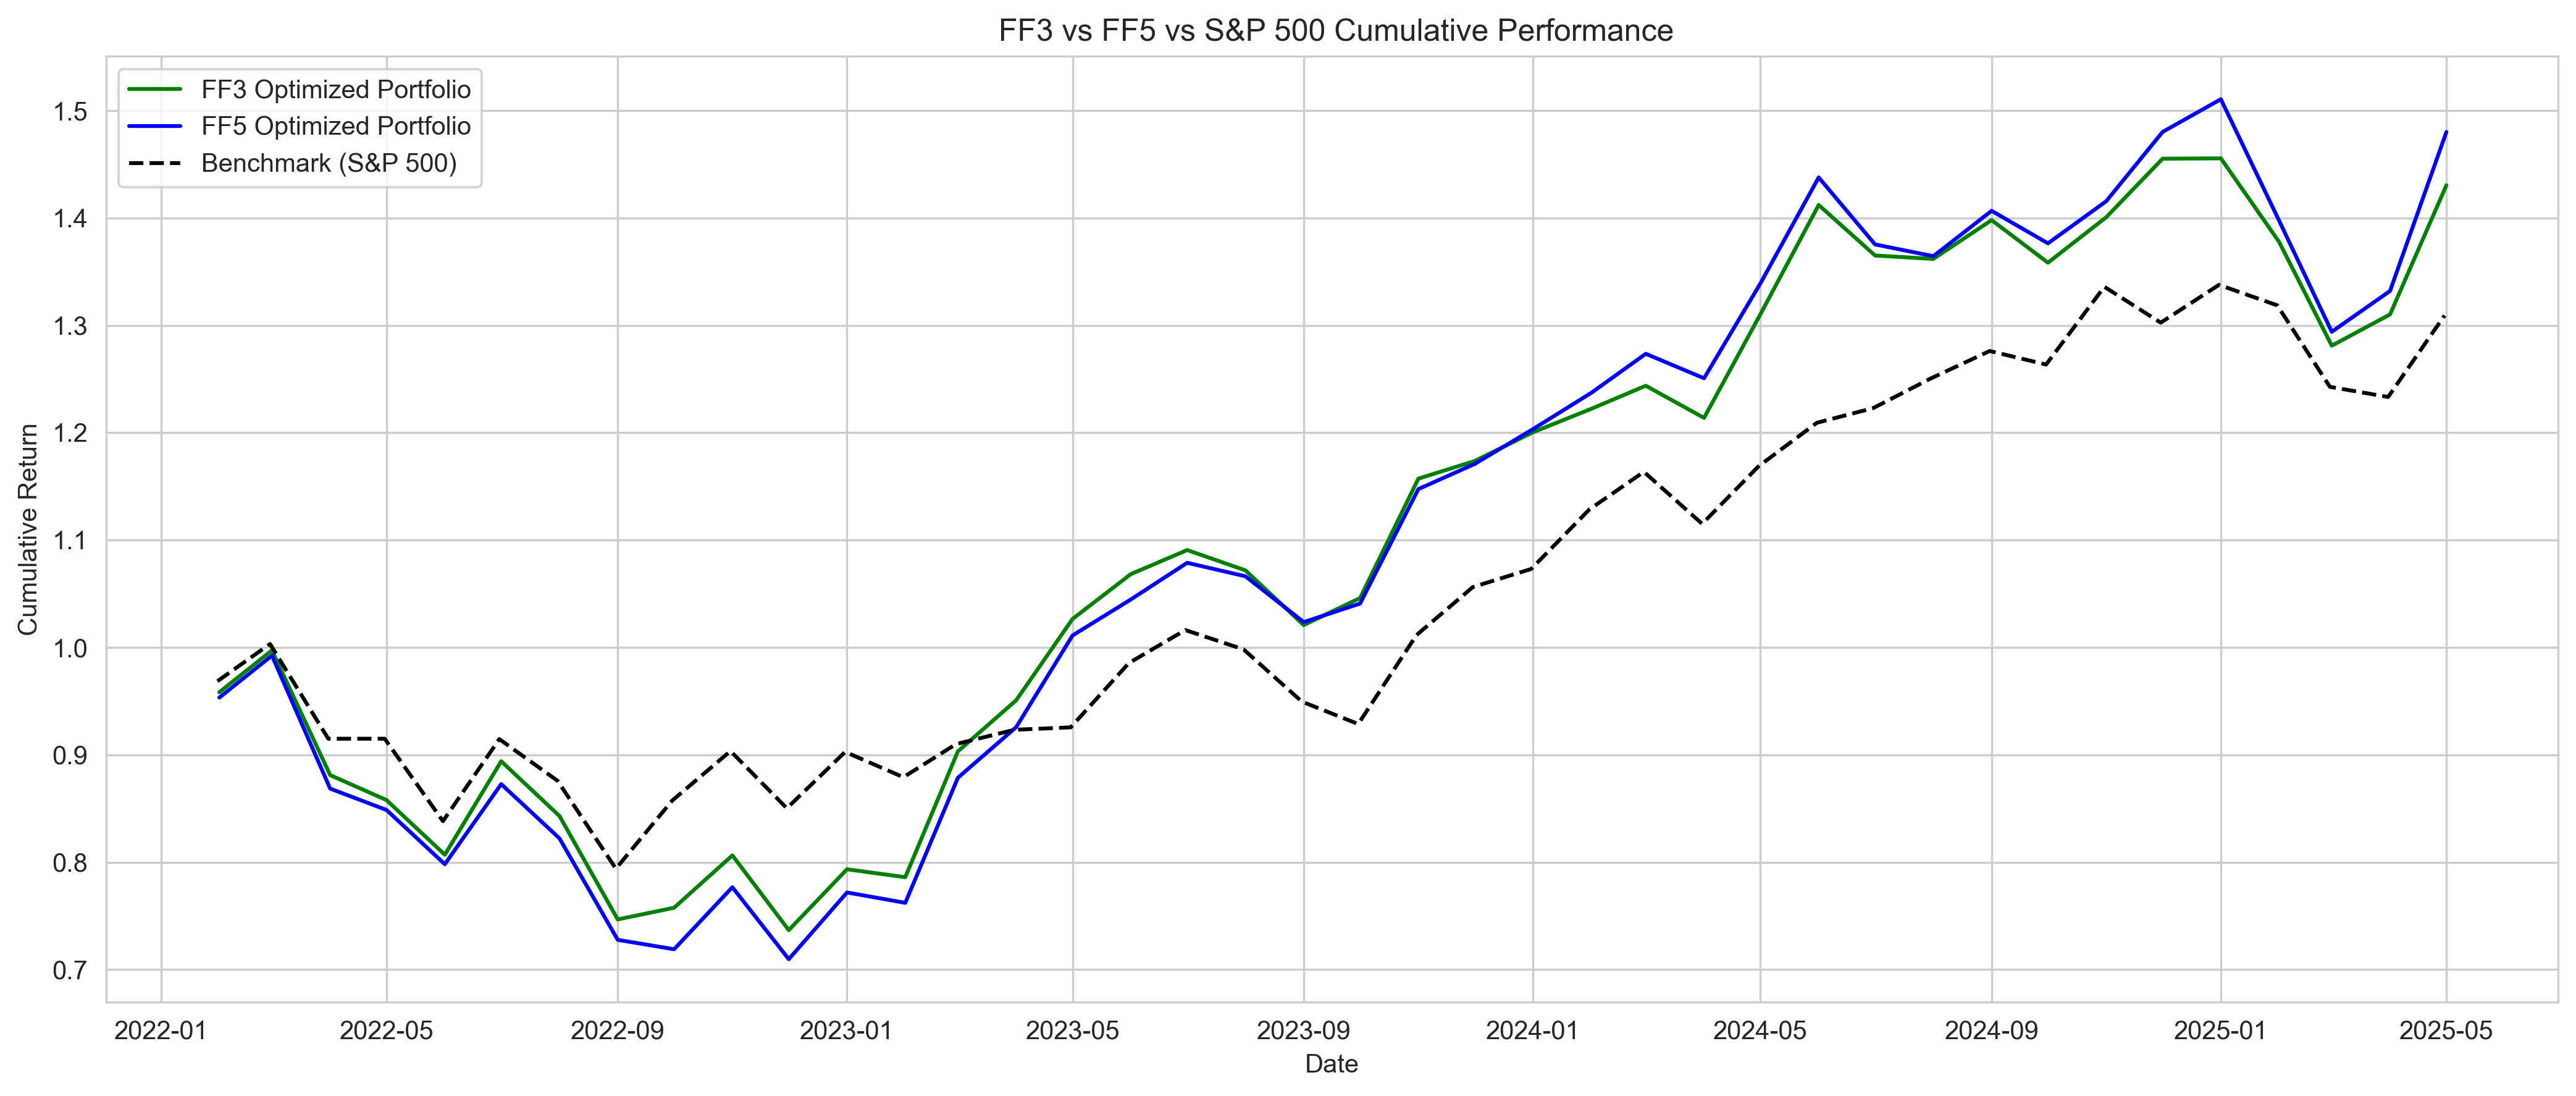 FF3 vs FF5 vs S&P 500 Cumulative Performance
FF3 Optimized Portfolio
FF5 Optimized Portfolio
Benchmark (S&P 500)
Cumulative Return
1.5
1.4
1.3
1.2
1.1
1.0
0.9
0.8
0.7
2022-01 2022-05 2022-09 2023-01 2023-05 2023-09 2024-01 2024-05 2024-09 2025-01 2025-05
Date